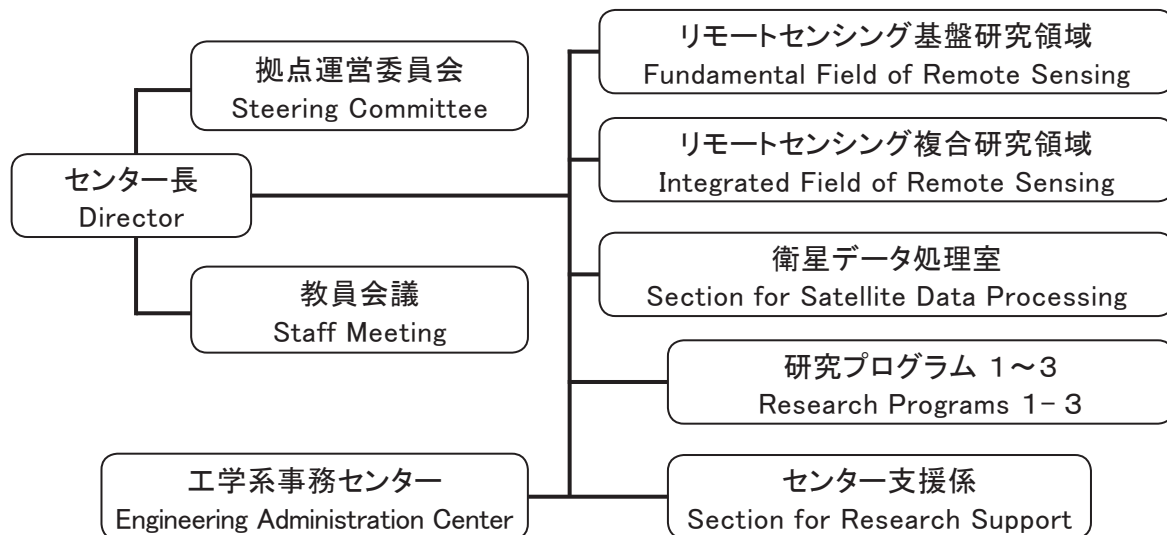 拠点運営委員会
Steering Committee
センター長
Director
教員会議
Staff Meeting
リモートセンシング基盤研究領域
Fundamental Field of Remote Sensing
リモートセンシング複合研究領域
Integrated Field of Remote Sensing
衛星データ処理室
Section for Satellite Data Processing
研究プログラム １～３
Research Programs １-３
工学系事務センター
Engineering Administration Center
センター支援係
Section for Research Support